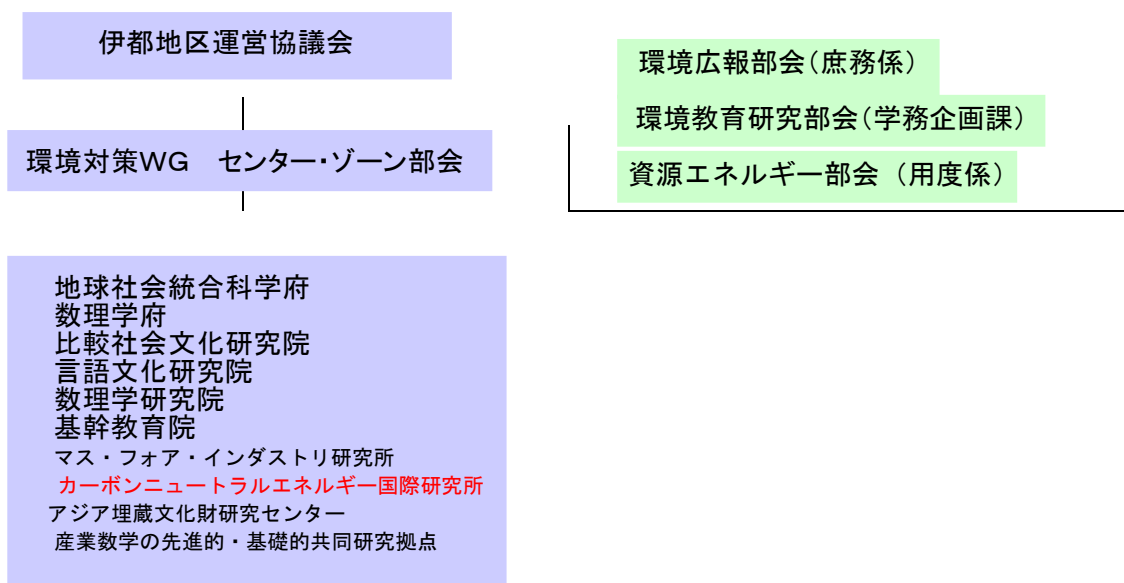 伊都地区運営協議会
環境対策WG　センター・ゾーン部会
地球社会統合科学府
数理学府
比較社会文化研究院
言語文化研究院
数理学研究院
基幹教育院
マス・フォア・インダストリ研究所
カーボンニュートラルエネルギー国際研究所
アジア埋蔵文化財研究センター
産業数学の先進的・基礎的共同研究拠点
環境広報部会（庶務係）
環境教育研究部会（学務企画課）
資源エネルギー部会（用度係）